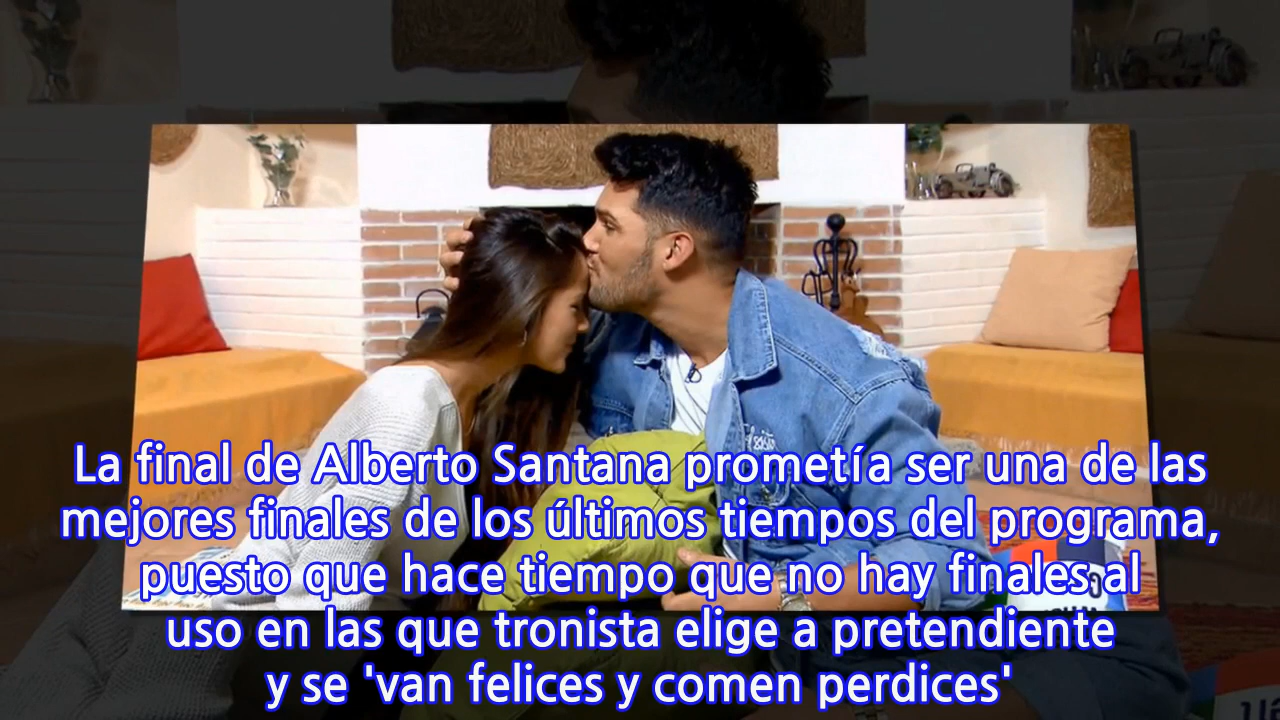 La final de Alberto Santana prometía ser una de las
mejores finales de los últimos tiempos del programa,
puesto que hace tiempo que no hay finales al
uso en las que tronista elige a pretendiente
y se 'van felices y comen perdices'